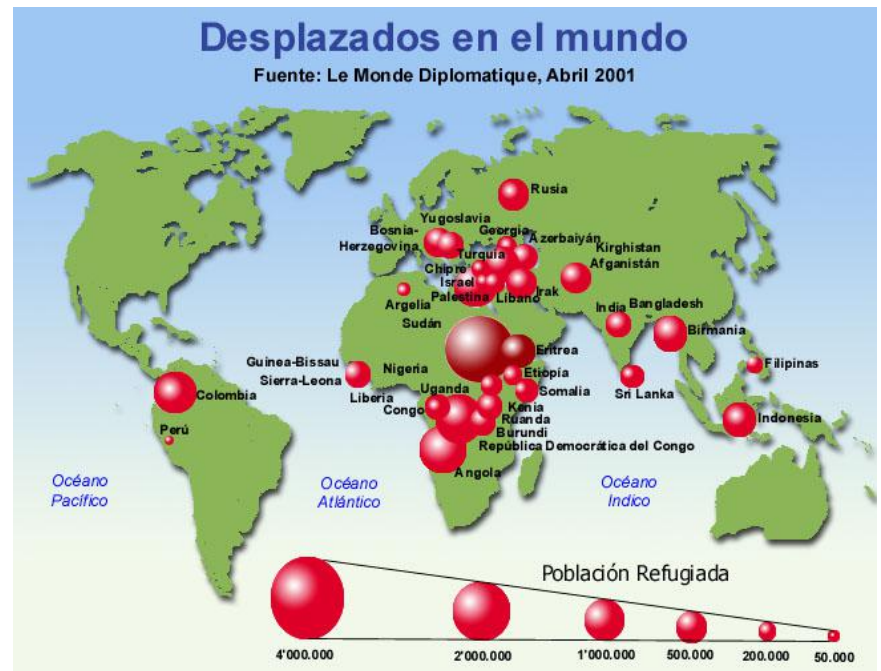 Desplazados en el mundo
Fuente: Le Monde Diplomatique, Abril 2001
Rusia
Yugoslavia
Bosnia-
Herzegovina
Georgia
Azerbaiyán
Turquía
Kirghistan
Afganistán
Chipre
Israel
Palestina
Líbano
Irak
Argelia
Sudán
India
Bangladesh
Birmania
Eritrea
Filipinas
Guinea-Bissau
Sierra-Leona
Nigeria
Etiopía
Liberia
Uganda
Somalia
Sri Lanka
Colombia
Congo
Kenia
Ruanda
Burundi
Indonesia
Perú
República Democrática del Congo
Angola
Océano
Pacífico
Océano
Atlántico
Océano
Indico
Población Refugiada
4'000.000
2'000.000
1'000.000
500.000
200.000
50.000